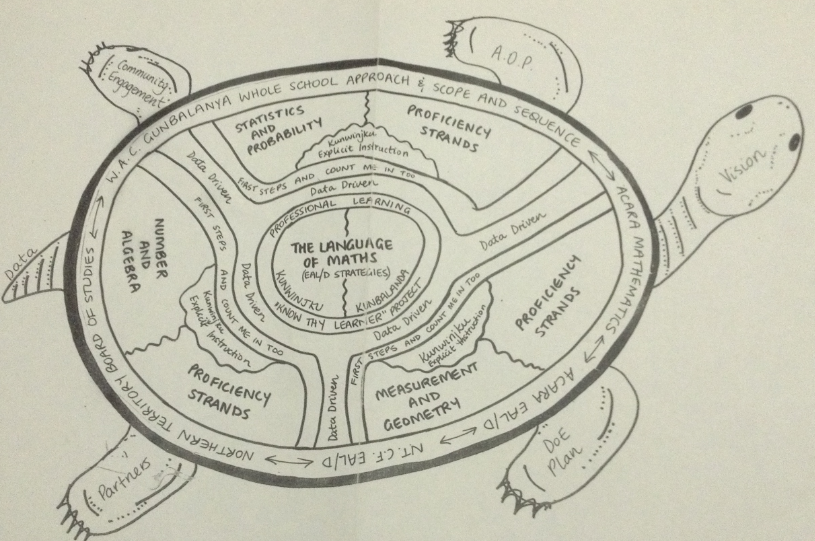 Community
Engagement
A.O.P.
Vision
Data
Partners
DoE
Plan
W.A.C. GUNBALANYA WHOLE SCHOOL APPROACH & SCOPE AND SEQUENCE
ACARA MATHEMATICS
ACARA EAL/D
N.T.C.F. EAL/D
NORTHERN TERRITORY BOARD OF STUDIES
STATISTICS
AND
PROBABILITY
PROFICIENCY
STRANDS
Kunwinjku
Explicit Instruction
FIRST STEPS AND COUNT ME IN TOO
Data Driven
Data Driven
Data Driven
NUMBER
AND
ALGEBRA
FIRST STEPS AND COUNT ME IN TOO
Data Driven
Kunwinjku
Explicit Instruction
PROFICIENCY
STRANDS
PROFESSIONAL LEARNING
THE LANGUAGE
OF MATHS
(EAL/D STRATEGIES)
KUNWINJKU
KUNBALANDA
"KNOW THY LEARNER" PROJECT
Data Driven
FIRST STEPS AND COUNT ME IN TOO
Data Driven
Kunwinjku
Explicit Instruction
PROFICIENCY
STRANDS
MEASUREMENT
AND
GEOMETRY